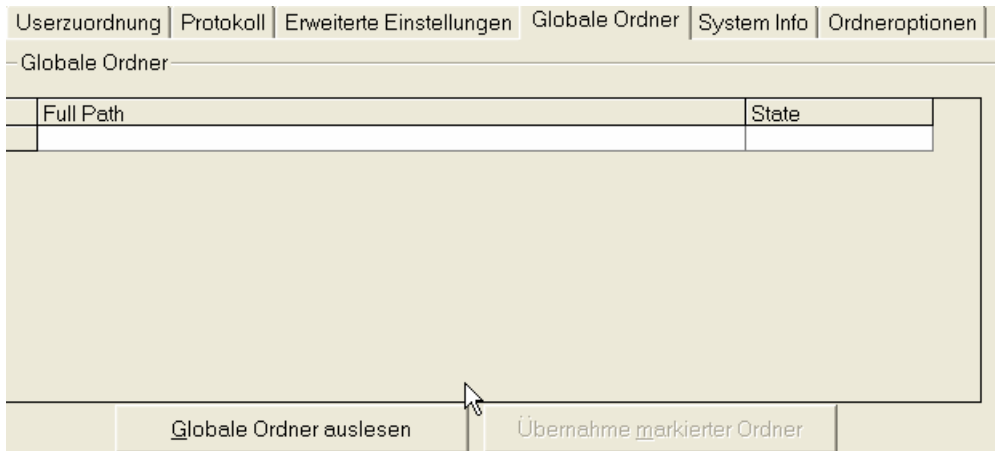 Userzuordnung Protokoll Erweiterte Einstellungen Globale Ordner System Info Ordneroptionen
Globale Ordner
Full Path State
Globale Ordner auslesen Übernahme markierter Ordner